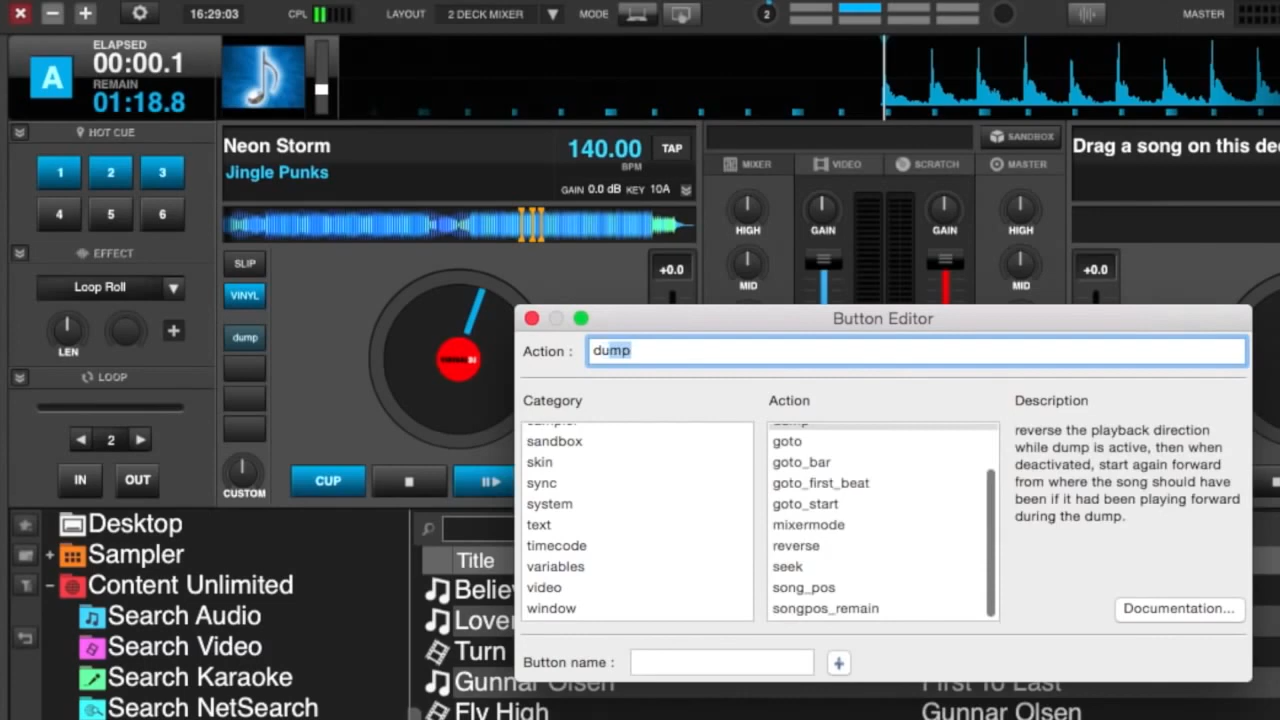 16:29:03
CPL
LAYOUT
2 DECK MIXER
MODE
2
MASTER
A
ELAPSED
00:00.1
REMAIN
01:18.8
HOT CUE
1
2
3
4
5
6
EFFECT
Loop Roll
LEN
LOOP
2
IN
OUT
Neon Storm
Jingle Punks
140.00
BPM
TAP
GAIN 0.0 dB KEY 10A
SLIP
VINYL
dump
CUSTOM
+0.0
CUP
MIXER
VIDEO
SCRATCH
SANDBOX
MASTER
HIGH
GAIN
GAIN
HIGH
MID
MID
Drag a song on this de
+0.0
Button Editor
Action :
dump
Category
sandbox
skin
sync
system
text
timecode
variables
video
window
Action
dump
goto
goto_bar
goto_first_beat
goto_start
mixermode
reverse
seek
song_pos
songpos_remain
Description
reverse the playback direction
while dump is active, then when
deactivated, start again forward
from where the song should have
been if it had been playing forward
during the dump.
Documentation...
Button name :
Desktop
Sampler
Content Unlimited
Search Audio
Search Video
Search Karaoke
Search NetSearch
Title
Believ
Lover
Turn
Gunnar Olsen
First To Last
Fly High
Gunnar Olsen